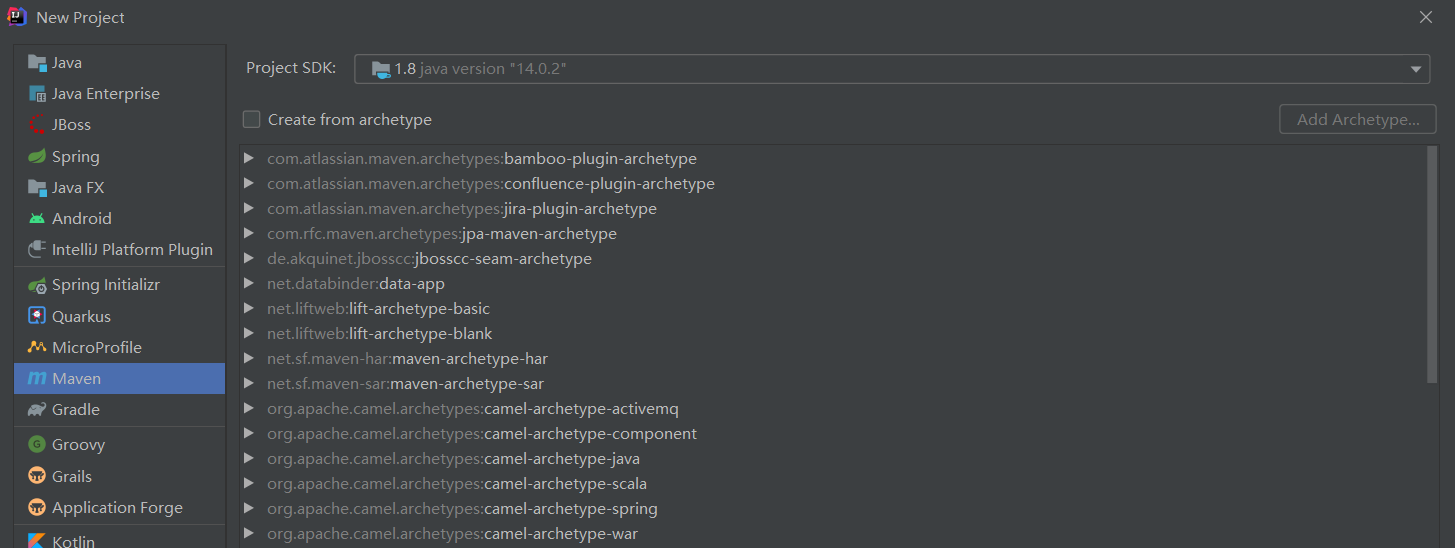 New Project
Java
Java Enterprise
JBoss
Spring
Java FX
Android
IntelliJ Platform Plugin
Spring Initializr
Quarkus
MicroProfile
Maven
Gradle
Groovy
Grails
Application Forge
Kotlin
Project SDK: 1.8 java version "14.0.2"
Create from archetype
Add Archetype...
com.atlassian.maven.archetypes:bamboo-plugin-archetype
com.atlassian.maven.archetypes:confluence-plugin-archetype
com.atlassian.maven.archetypes:jira-plugin-archetype
com.rfc.maven.archetypes:jpa-maven-archetype
de.akquinet.jbosscc:jbosscc-seam-archetype
net.databinder:data-app
net.liftweb:lift-archetype-basic
net.liftweb:lift-archetype-blank
net.sf.maven-har:maven-archetype-har
net.sf.maven-sar:maven-archetype-sar
org.apache.camel.archetypes:camel-archetype-activemq
org.apache.camel.archetypes:camel-archetype-component
org.apache.camel.archetypes:camel-archetype-java
org.apache.camel.archetypes:camel-archetype-scala
org.apache.camel.archetypes:camel-archetype-spring
org.apache.camel.archetypes:camel-archetype-war